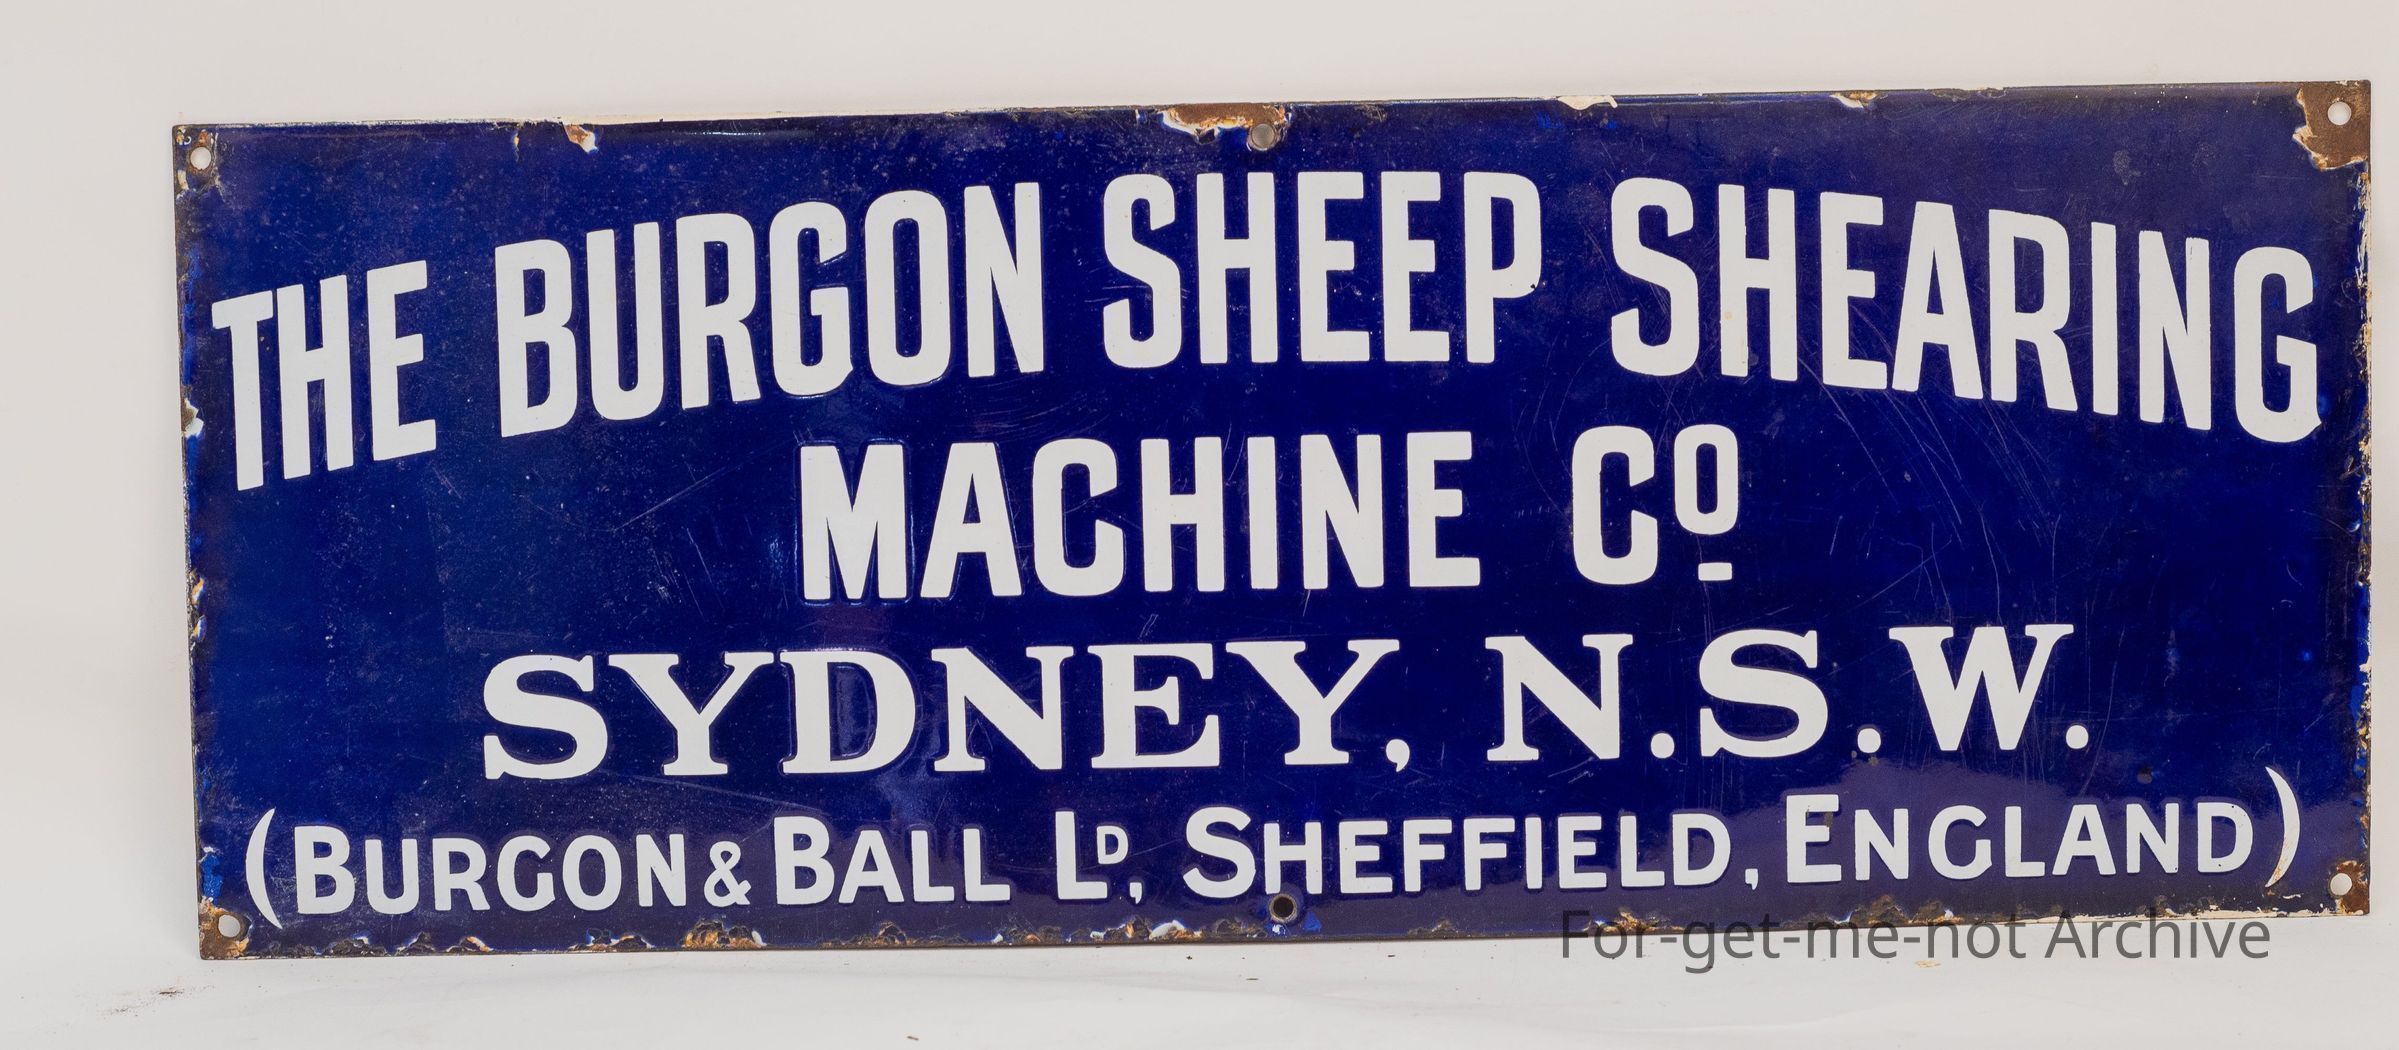 THE BURGON SHEEP SHEARING
MACHINE Cº
SYDNEY, N.S.W.
(BURGON & BALL Lᴰ, SHEFFIELD, ENGLAND)
For-get-me-not Archive